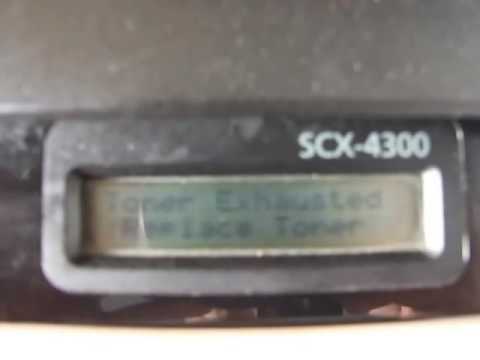 SCX-4300
Toner Exhausted
Replace Toner